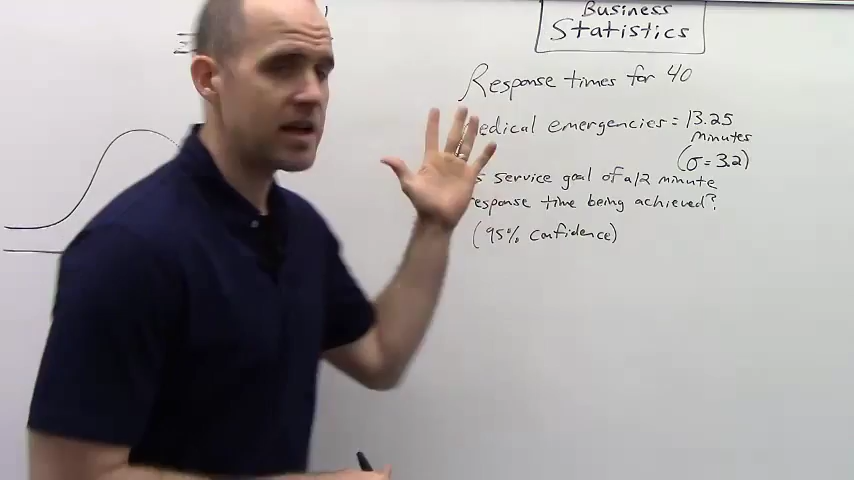 Business
Statistics
Response times for 40
edical emergencies = 13.25
minutes
(σ = 3.2)
s service goal of a 12 minute
esponse time being achieved?
(95% confidence)